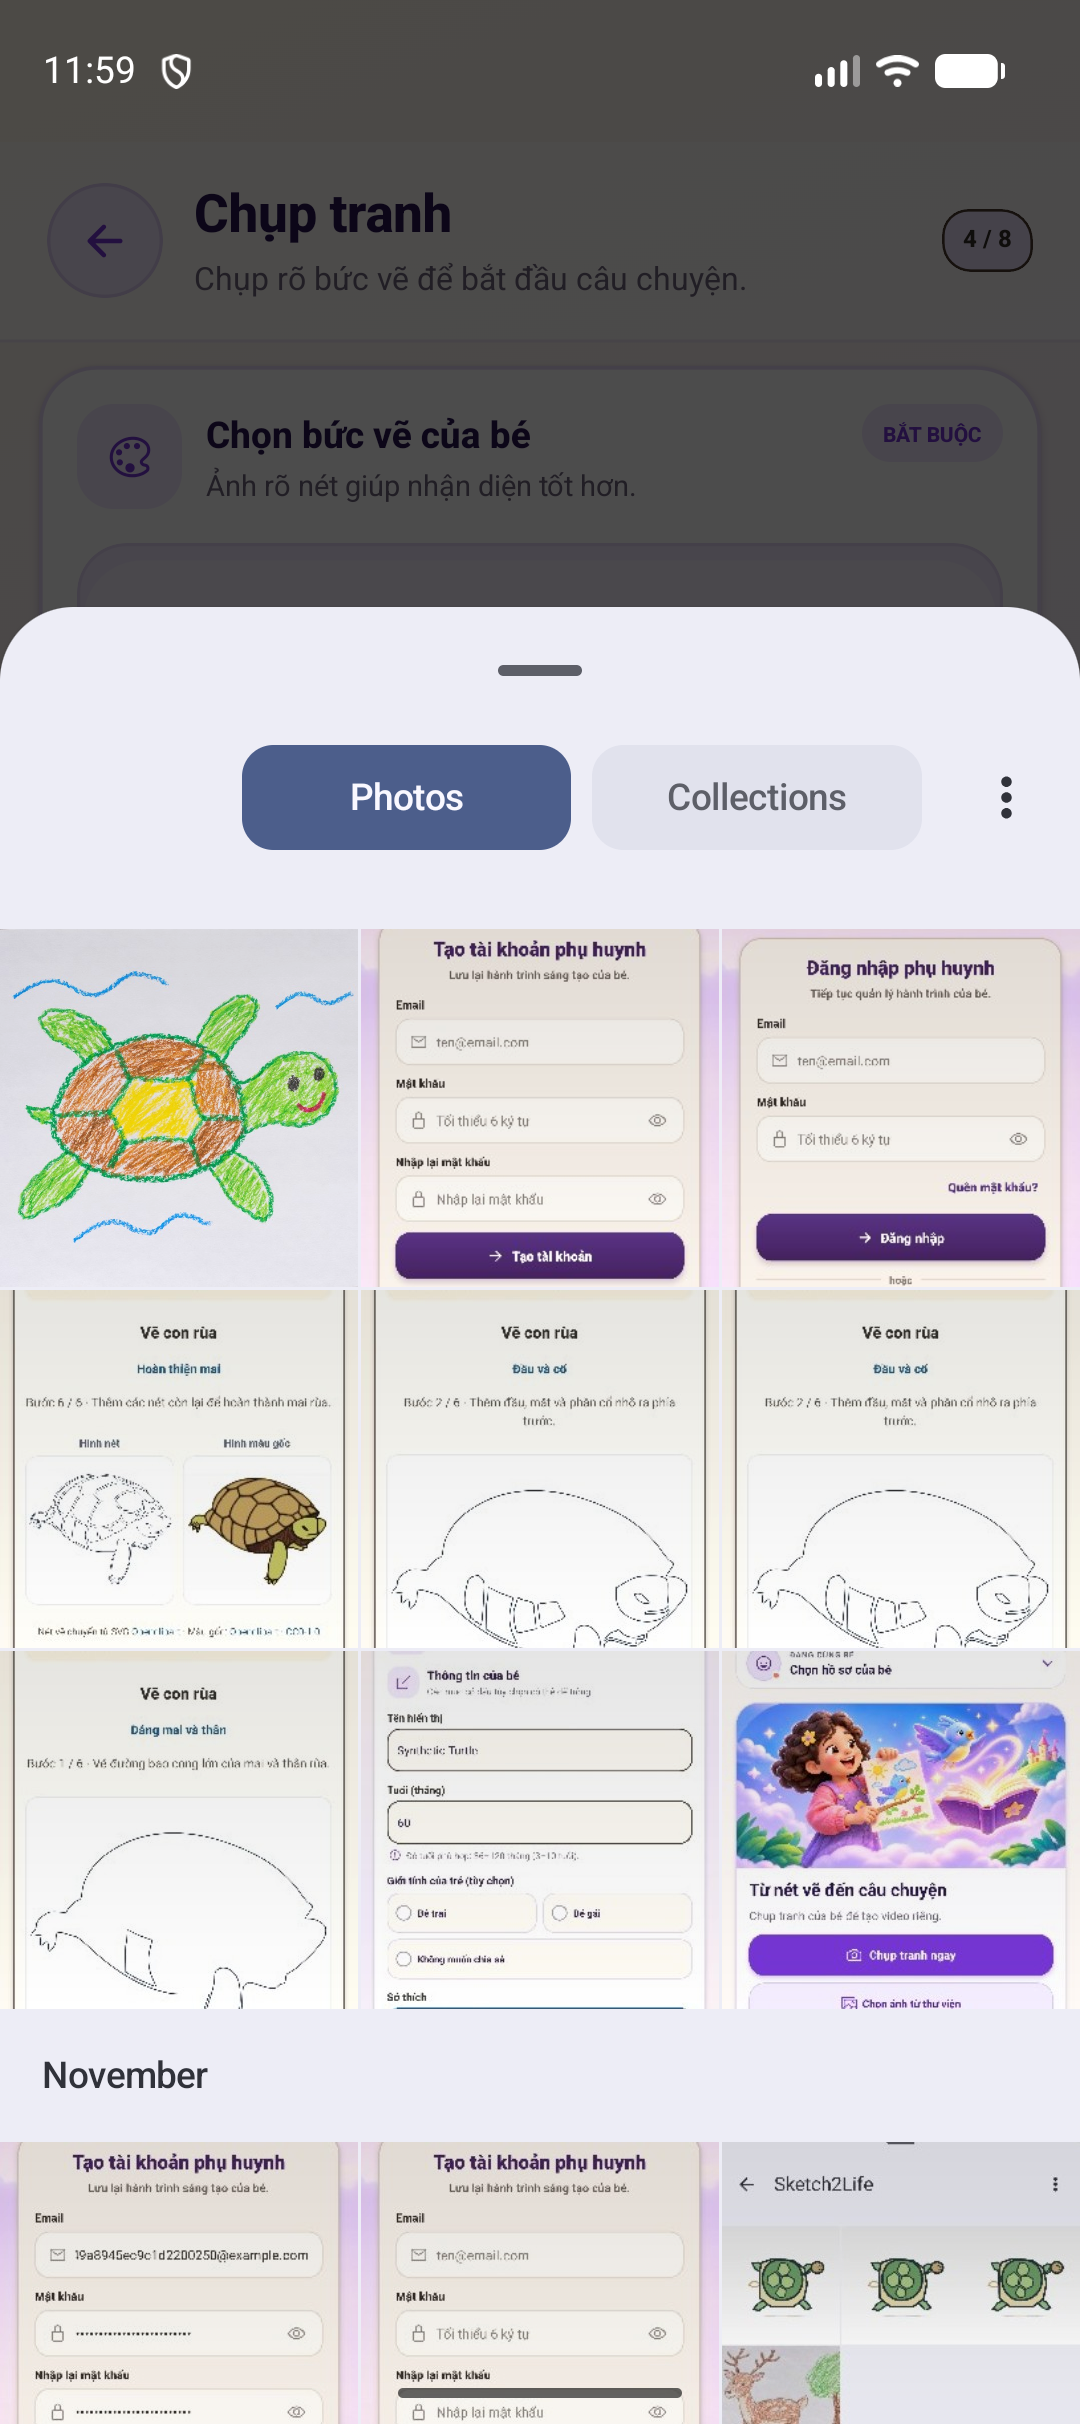 11:59
Chụp tranh
Chụp rõ bức vẽ để bắt đầu câu chuyện.
4 / 8
Chọn bức vẽ của bé
BẮT BUỘC
Ảnh rõ nét giúp nhận diện tốt hơn.
Photos
Collections
Tạo tài khoản phụ huynh
Lưu lại hành trình sáng tạo của bé.
Email
ten@email.com
Mật khẩu
Tối thiểu 6 ký tự
Nhập lại mật khẩu
Nhập lại mật khẩu
Tạo tài khoản
Đăng nhập phụ huynh
Tiếp tục quản lý hành trình của bé.
Email
ten@email.com
Mật khẩu
Tối thiểu 6 ký tự
Quên mật khẩu?
Đăng nhập
hoặc
Vẽ con rùa
Hoàn thiện mai
Bước 6 / 6 · Thêm các nét còn lại để hoàn thành mai rùa.
Hình nét
Hình màu gốc
Vẽ con rùa
Đầu và cổ
Bước 2 / 6 · Thêm đầu, mắt và phần cổ nhô ra phía
trước.
Vẽ con rùa
Đầu và cổ
Bước 2 / 6 · Thêm đầu, mắt và phần cổ nhô ra phía
trước.
Vẽ con rùa
Dáng mai và thân
Bước 1 / 6 · Vẽ đường bao cong lớn của mai và thân rùa.
Thông tin của bé
Tên hiển thị
Synthetic Turtle
Tuổi (tháng)
60
Giới tính của trẻ (tùy chọn)
Bé trai
Bé gái
Không muốn chia sẻ
Sở thích
Chọn hồ sơ của bé
Từ nét vẽ đến câu chuyện
Chụp tranh của bé để tạo video riêng.
Chụp tranh ngay
Chọn ảnh từ thư viện
November
Tạo tài khoản phụ huynh
Lưu lại hành trình sáng tạo của bé.
Email
19a8945ec9c1d2200250@example.com
Mật khẩu
Nhập lại mật khẩu
Tạo tài khoản phụ huynh
Lưu lại hành trình sáng tạo của bé.
Email
ten@email.com
Mật khẩu
Tối thiểu 6 ký tự
Nhập lại mật khẩu
Nhập lại mật khẩu
Sketch2Life